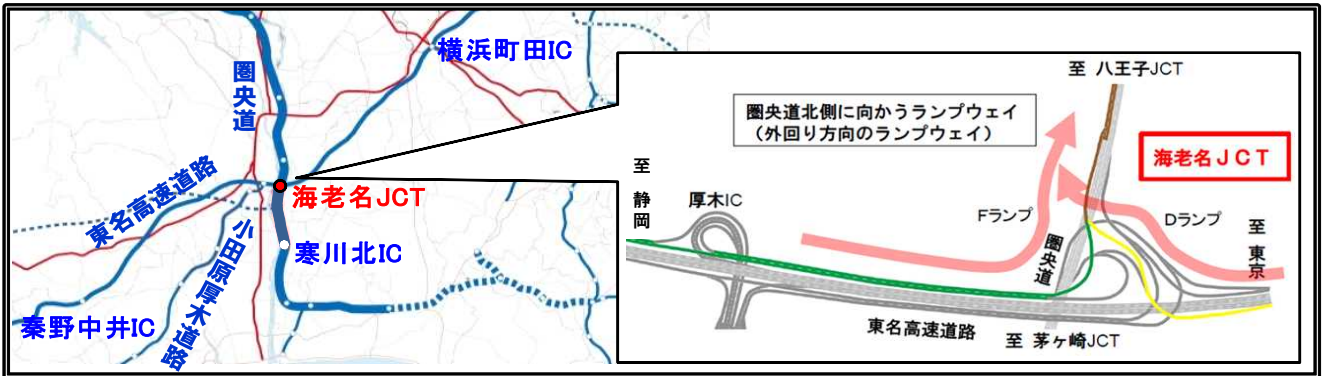 横浜町田IC
圏央道
東名高速道路
海老名JCT
寒川北IC
小田原厚木道路
秦野中井IC
至 八王子JCT
圏央道北側に向かうランプウェイ
（外回り方向のランプウェイ）
海老名ＪＣＴ
至 静岡
厚木IC
Fランプ
Dランプ
圏央道
至 東京
東名高速道路
至 茅ヶ崎JCT